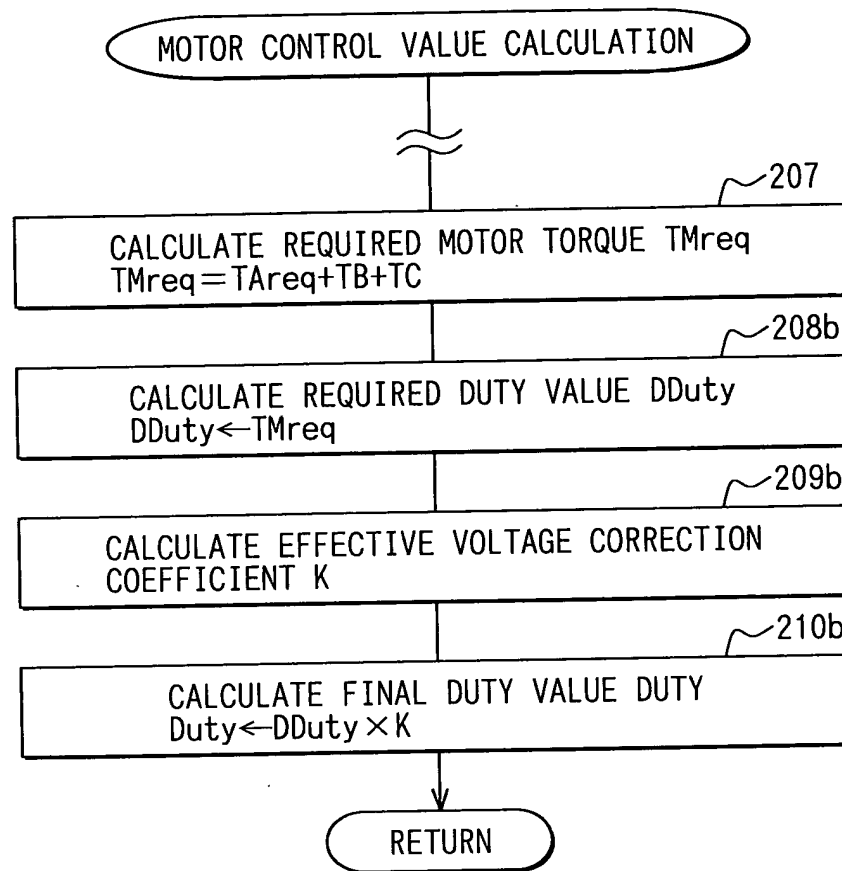 MOTOR CONTROL VALUE CALCULATION
207
CALCULATE REQUIRED MOTOR TORQUE TMreq
TMreq=TAreq+TB+TC
208b
CALCULATE REQUIRED DUTY VALUE DDuty
DDuty←TMreq
209b
CALCULATE EFFECTIVE VOLTAGE CORRECTION
COEFFICIENT K
210b
CALCULATE FINAL DUTY VALUE DUTY
Duty←DDuty×K
RETURN